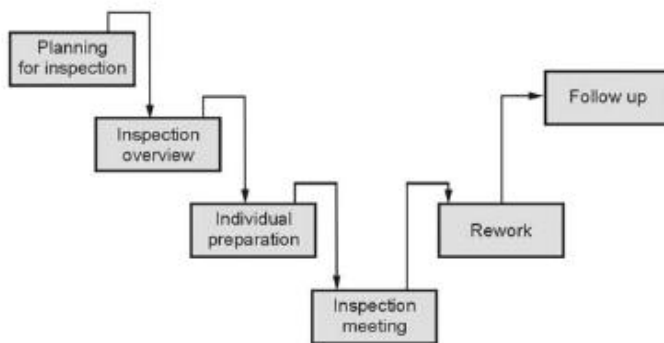 Planning
for inspection
Inspection
overview
Individual
preparation
Inspection
meeting
Rework
Follow up